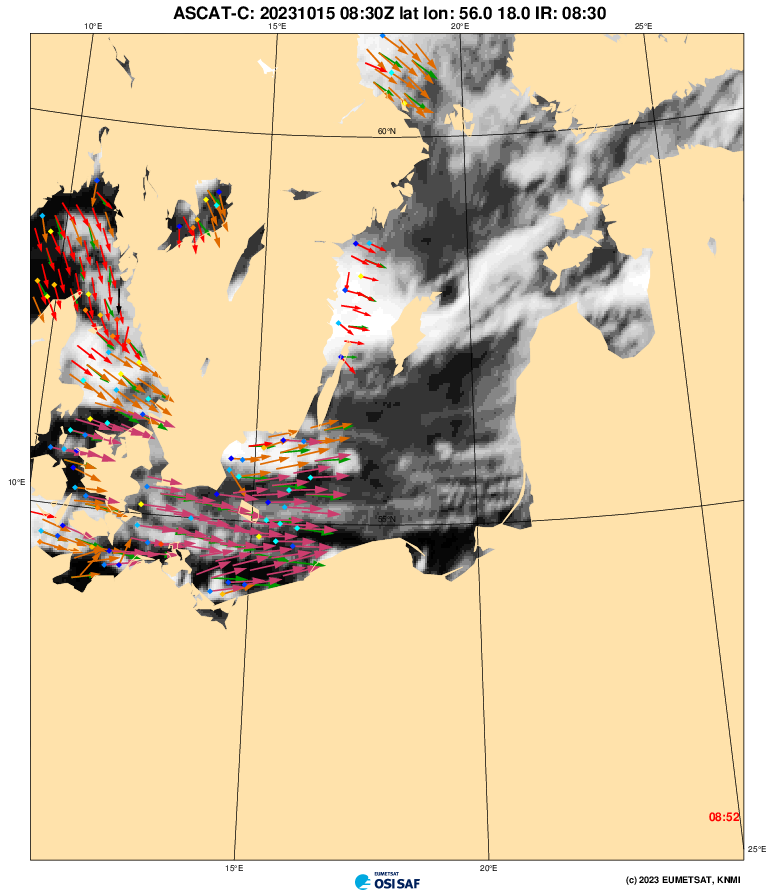 ASCAT-C: 20231015 08:30Z lat lon: 56.0 18.0 IR: 08:30
10°E 15°E 20°E 25°E
60°N
10°E
55°N
08:52
25°E
15°E 20°E
EUMETSAT
OSI SAF
(c) 2023 EUMETSAT, KNMI